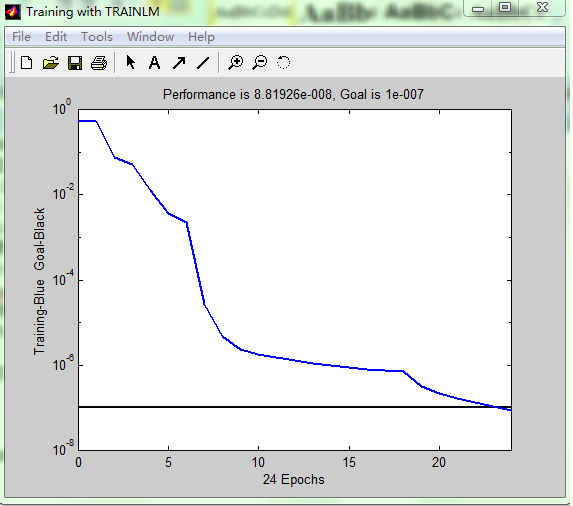 Training with TRAINLM
File Edit Tools Window Help
Performance is 8.81926e-008, Goal is 1e-007
10^0
10^-2
10^-4
10^-6
10^-8
Training-Blue Goal-Black
0 5 10 15 20
24 Epochs